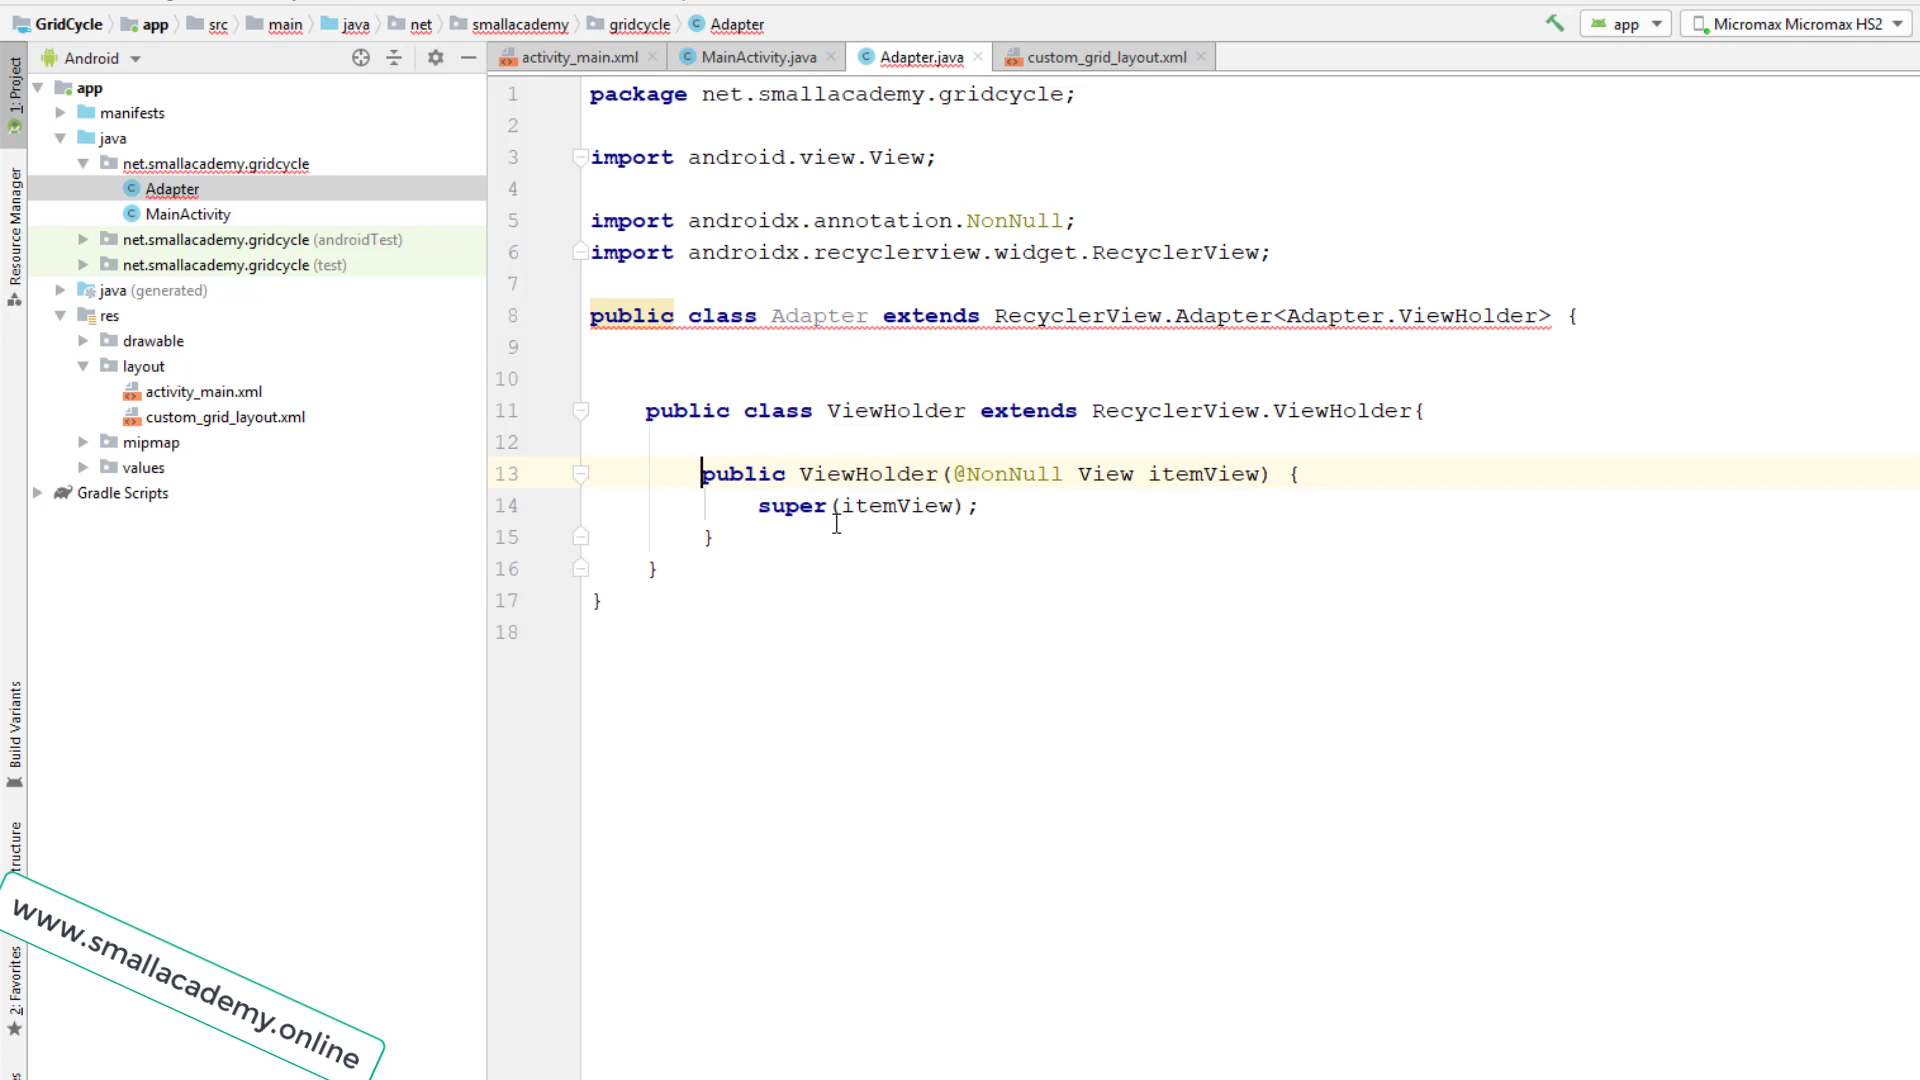 GridCycle app src main java net smallacademy gridcycle Adapter app Micromax Micromax HS2
Android
activity_main.xml MainActivity.java Adapter.java custom_grid_layout.xml
1: Project
Resource Manager
Build Variants
2: Favorites
app
manifests
java
net.smallacademy.gridcycle
Adapter
MainActivity
net.smallacademy.gridcycle (androidTest)
net.smallacademy.gridcycle (test)
java (generated)
res
drawable
layout
activity_main.xml
custom_grid_layout.xml
mipmap
values
Gradle Scripts
1 package net.smallacademy.gridcycle;
2
3 import android.view.View;
4
5 import androidx.annotation.NonNull;
6 import androidx.recyclerview.widget.RecyclerView;
7
8 public class Adapter extends RecyclerView.Adapter<Adapter.ViewHolder> {
9
10
11 public class ViewHolder extends RecyclerView.ViewHolder{
12
13 public ViewHolder(@NonNull View itemView) {
14 super(itemView);
15 }
16 }
17 }
18
www.smallacademy.online